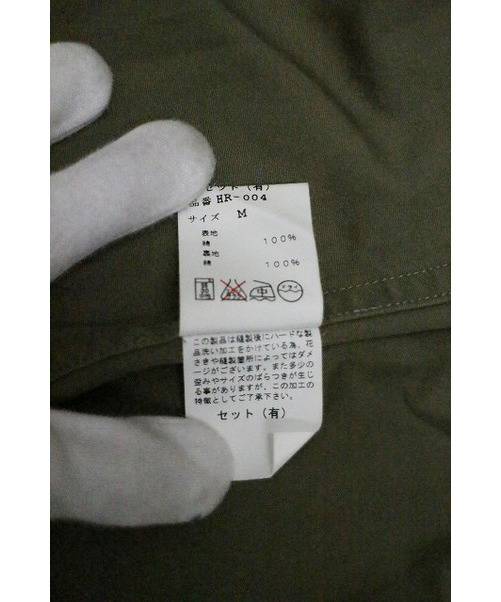 セット（有）
品番 HR-004
サイズ M
表地
綿 100%
裏地
綿 100%
中
この製品は縫製後にハードな製
品洗い加工をかけている為、花
さきや縫製箇所によってはダメ
ージがございます。また多少の
歪みやサイズのばらつきが生じ
る事がありますが、この加工の
特徴としてご了承下さい。
セット（有）